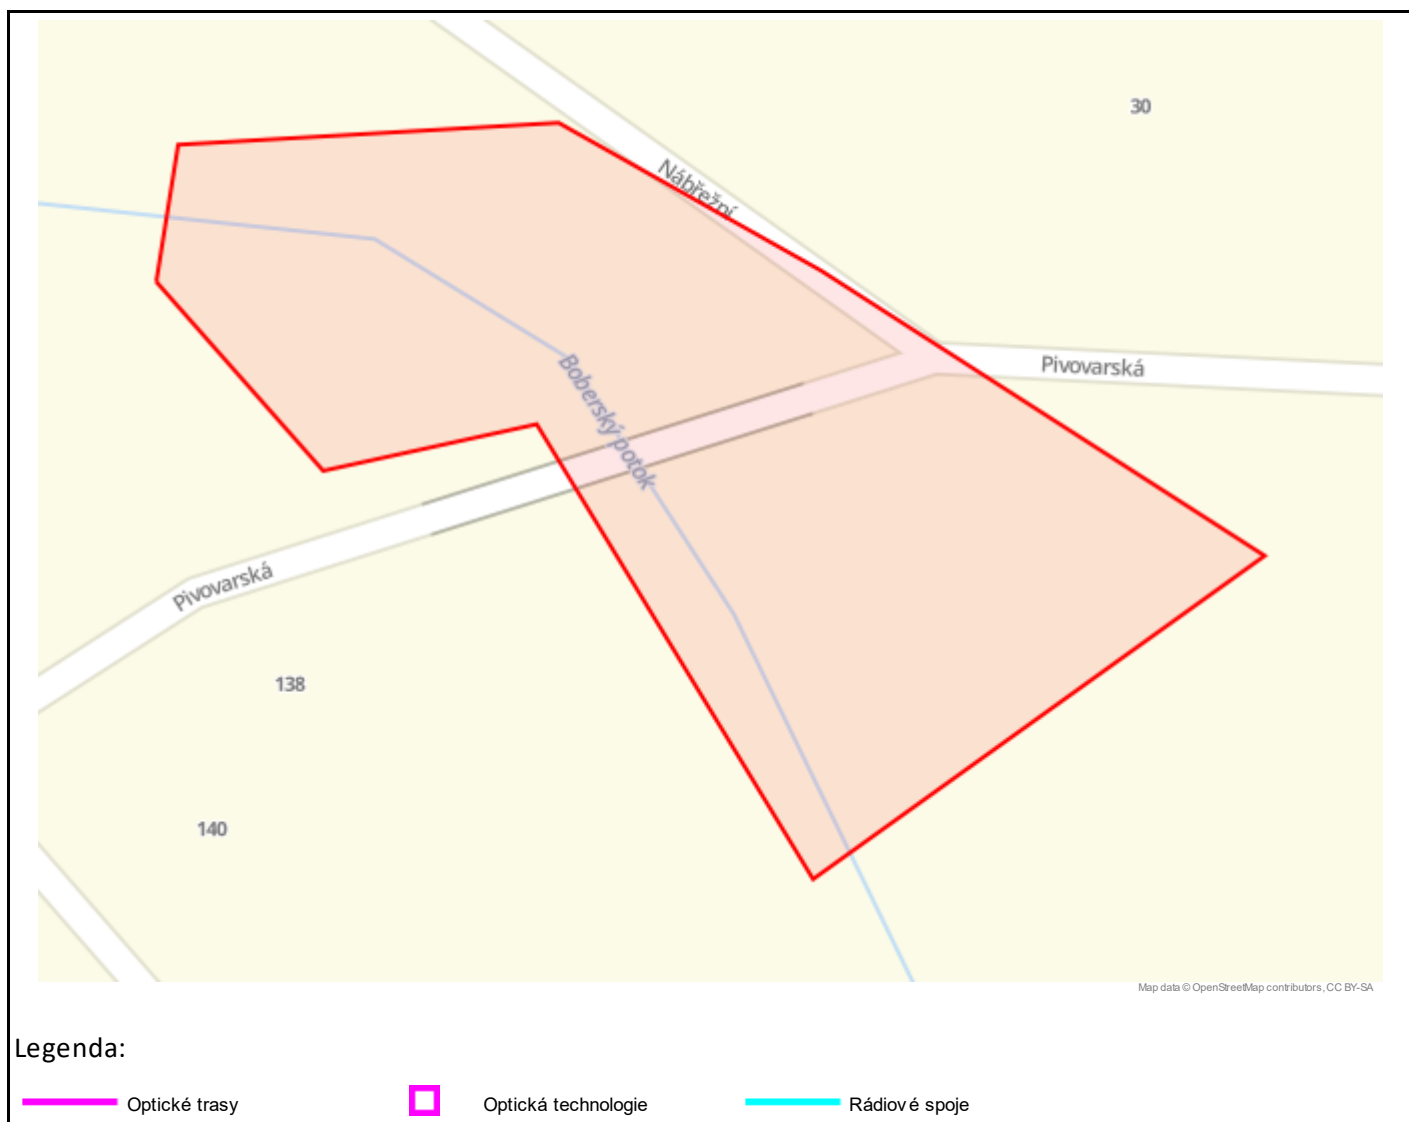 30
Nábřežní
Pivovarská
Boberský potok
Pivovarská
138
140
Map data © OpenStreetMap contributors, CC BY-SA
Legenda:
Optické trasy Optická technologie Rádiové spoje